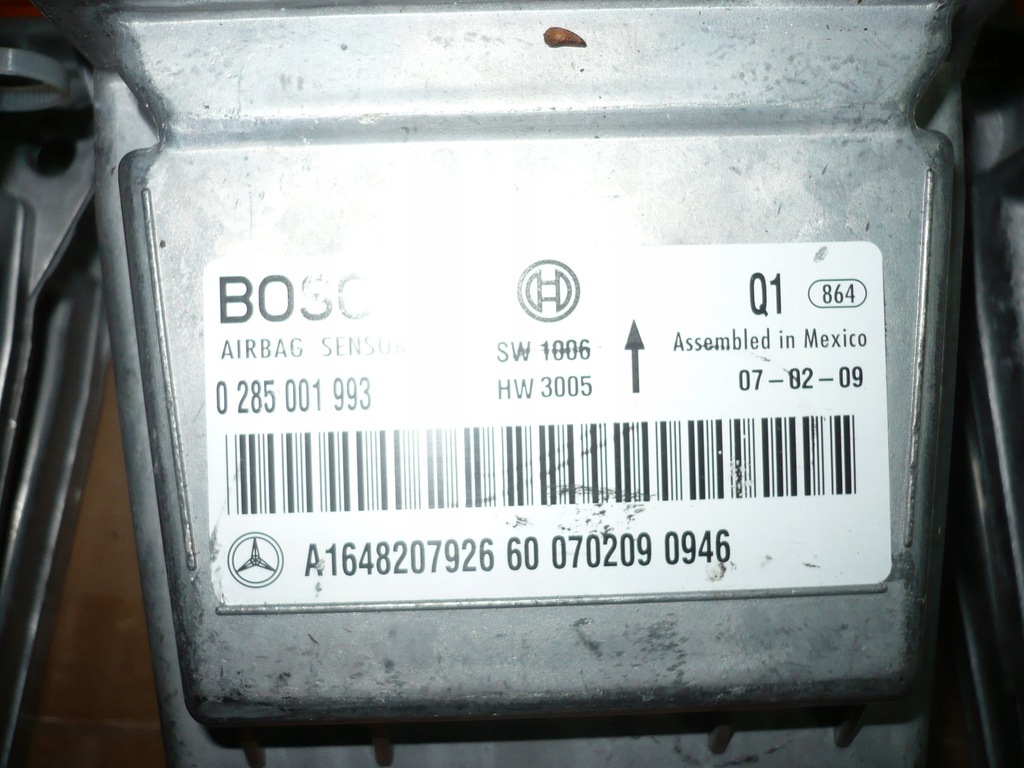 BOSC
AIRBAG SENSOR
0 285 001 993
SW 1006
HW 3005
Q1 864
Assembled in Mexico
07-02-09
A1648207926 60 070209 0946